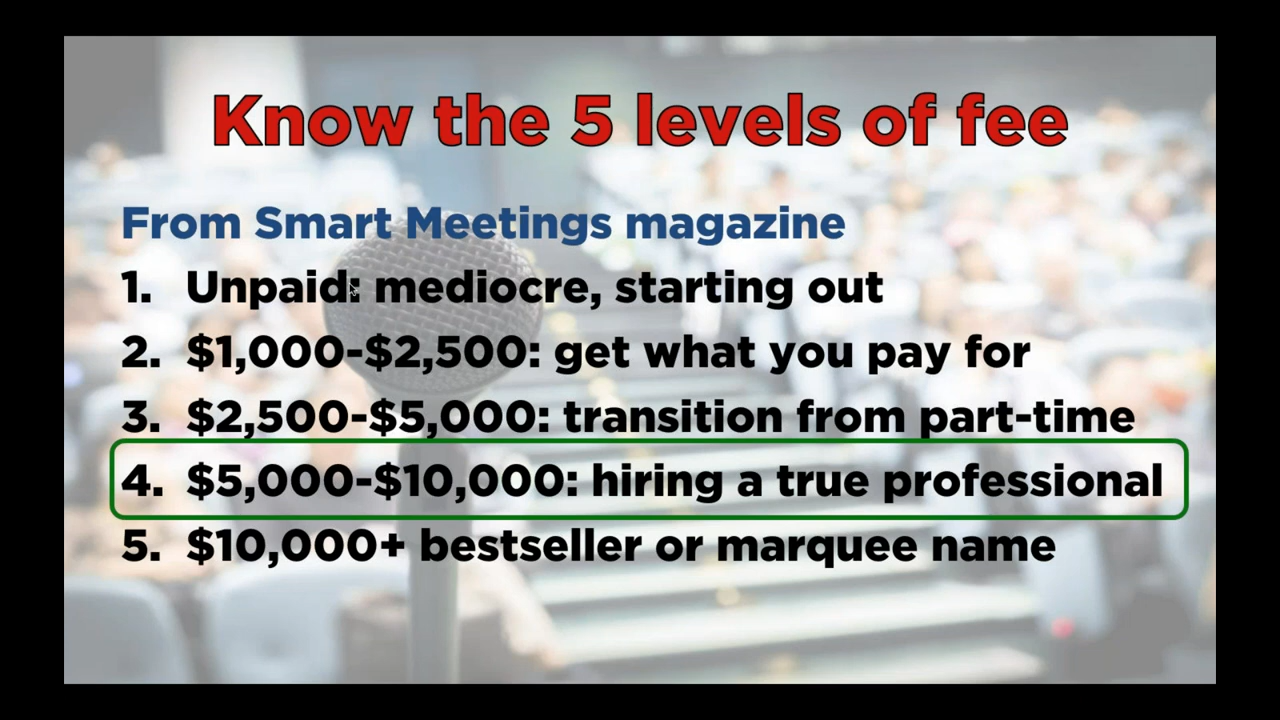 Know the 5 levels of fee
From Smart Meetings magazine
1. Unpaid: mediocre, starting out
2. $1,000-$2,500: get what you pay for
3. $2,500-$5,000: transition from part-time
4. $5,000-$10,000: hiring a true professional
5. $10,000+ bestseller or marquee name